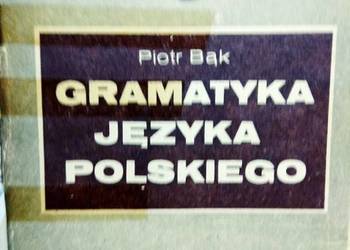 Piotr Bąk
GRAMATYKA
JĘZYKA
POLSKIEGO